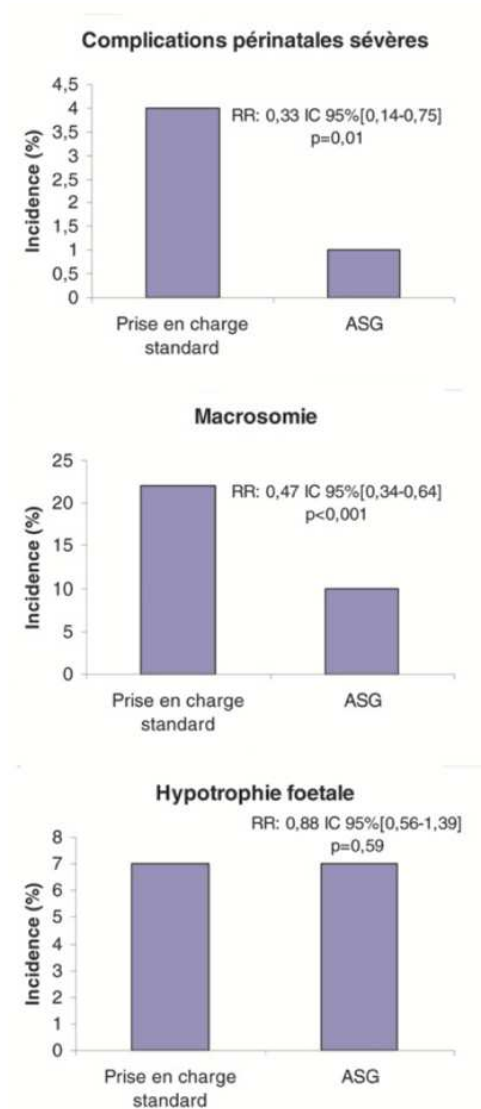 Complications périnatales sévères
4,5
4
3,5
3
2,5
2
1,5
1
0,5
0
Incidence (%)
RR: 0,33 IC 95%[0,14-0,75]
p=0,01
Prise en charge
standard
ASG
Macrosomie
25
20
15
10
5
0
Incidence (%)
RR: 0,47 IC 95%[0,34-0,64]
p<0,001
Prise en charge
standard
ASG
Hypotrophie foetale
8
7
6
5
4
3
2
1
0
Incidence (%)
RR: 0,88 IC 95%[0,56-1,39]
p=0,59
Prise en charge
standard
ASG